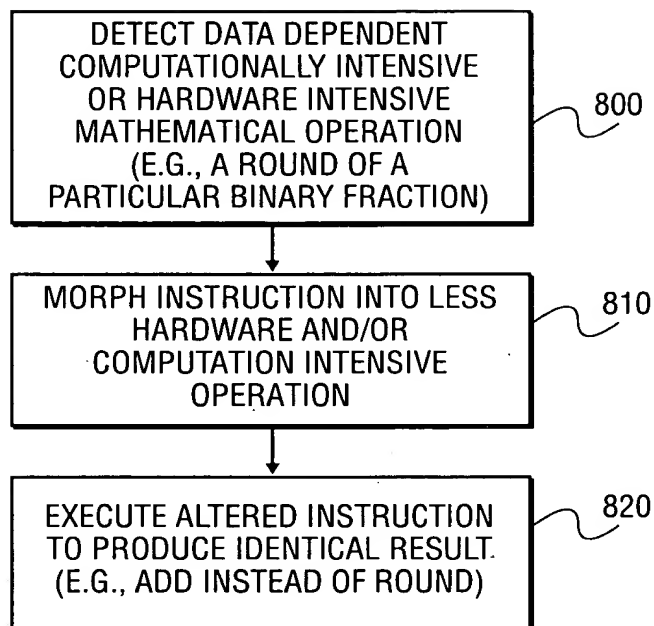 DETECT DATA DEPENDENT
COMPUTATIONALLY INTENSIVE
OR HARDWARE INTENSIVE
MATHEMATICAL OPERATION
(E.G., A ROUND OF A
PARTICULAR BINARY FRACTION)
800
MORPH INSTRUCTION INTO LESS
HARDWARE AND/OR
COMPUTATION INTENSIVE
OPERATION
810
EXECUTE ALTERED INSTRUCTION
TO PRODUCE IDENTICAL RESULT.
(E.G., ADD INSTEAD OF ROUND)
820